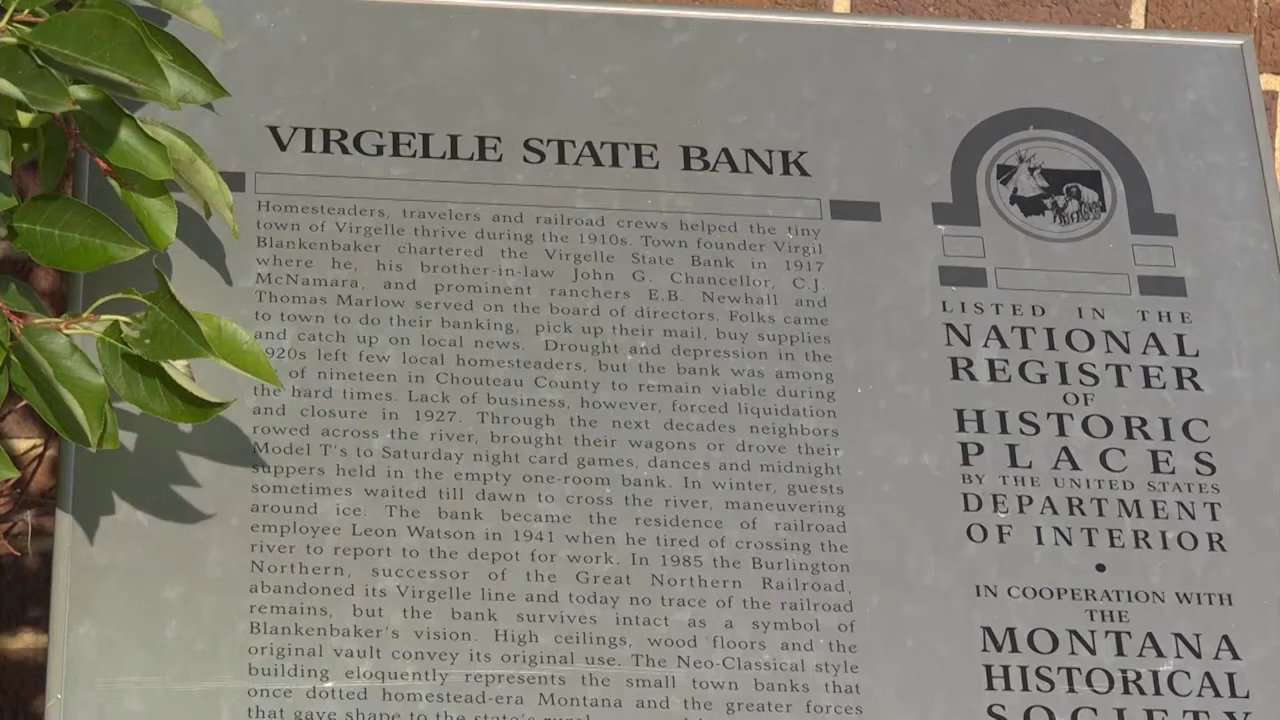 VIRGELLE STATE BANK
Homesteaders, travelers and railroad crews helped the tiny
town of Virgelle thrive during the 1910s. Town founder Virgil
Blankenbaker chartered the Virgelle State Bank in 1917
where he, his brother-in-law John G. Chancellor, C.J.
McNamara, and prominent ranchers E.B. Newhall and
Thomas Marlow served on the board of directors. Folks came
to town to do their banking, pick up their mail, buy supplies
and catch up on local news. Drought and depression in the
1920s left few local homesteaders, but the bank was among
of nineteen in Chouteau County to remain viable during
the hard times. Lack of business, however, forced liquidation
and closure in 1927. Through the next decades neighbors
rowed across the river, brought their wagons or drove their
Model T's to Saturday night card games, dances and midnight
suppers held in the empty one-room bank. In winter, guests
sometimes waited till dawn to cross the river, maneuvering
around ice. The bank became the residence of railroad
employee Leon Watson in 1941 when he tired of crossing the
river to report to the depot for work. In 1985 the Burlington
Northern, successor of the Great Northern Railroad,
abandoned its Virgelle line and today no trace of the railroad
remains, but the bank survives intact as a symbol of
Blankenbaker's vision. High ceilings, wood floors and the
original vault convey its original use. The Neo-Classical style
building eloquently represents the small town banks that
once dotted homestead-era Montana and the greater forces
that gave shape to the state's
LISTED IN THE
NATIONAL
REGISTER
OF
HISTORIC
PLACES
BY THE UNITED STATES
DEPARTMENT
OF INTERIOR
•
IN COOPERATION WITH
THE
MONTANA
HISTORICAL
SOCIETY